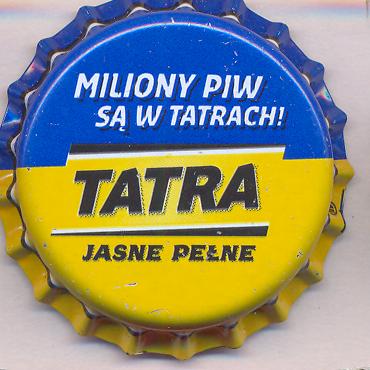 MILIONY PIW
SĄ W TATRACH!
TATRA
JASNE PEŁNE
®